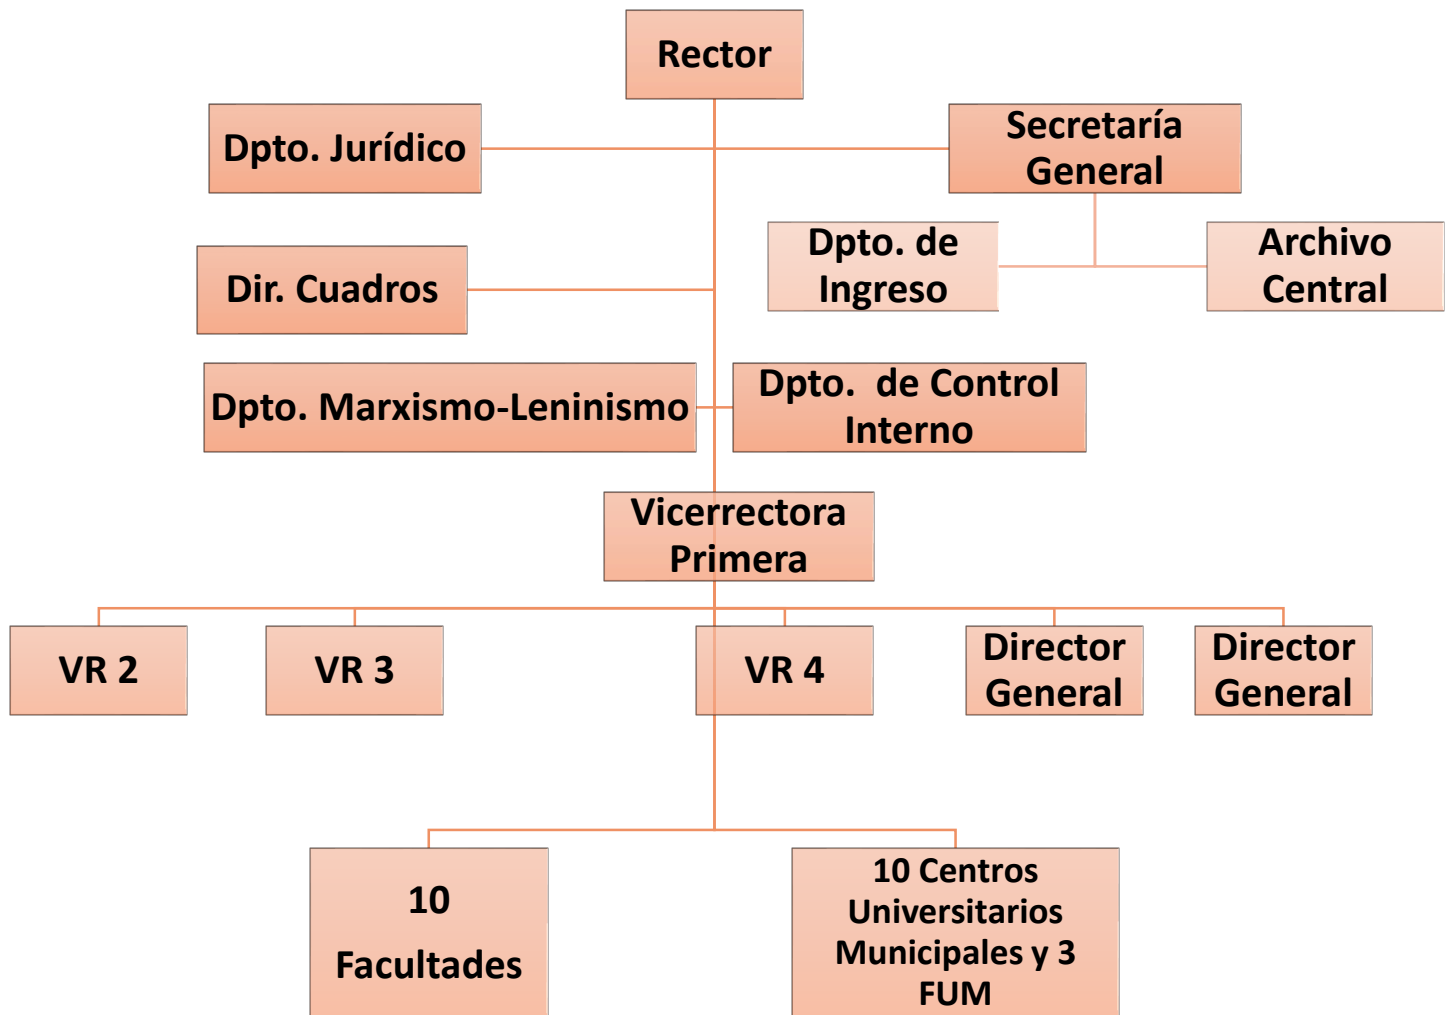 Rector
Dpto. Jurídico
Secretaría
General
Dpto. de
Ingreso
Archivo
Central
Dir. Cuadros
Dpto. Marxismo-Leninismo
Dpto.  de Control
Interno
Vicerrectora
Primera
VR 2
VR 3
VR 4
Director
General
Director
General
10
Facultades
10 Centros
Universitarios
Municipales y 3
FUM